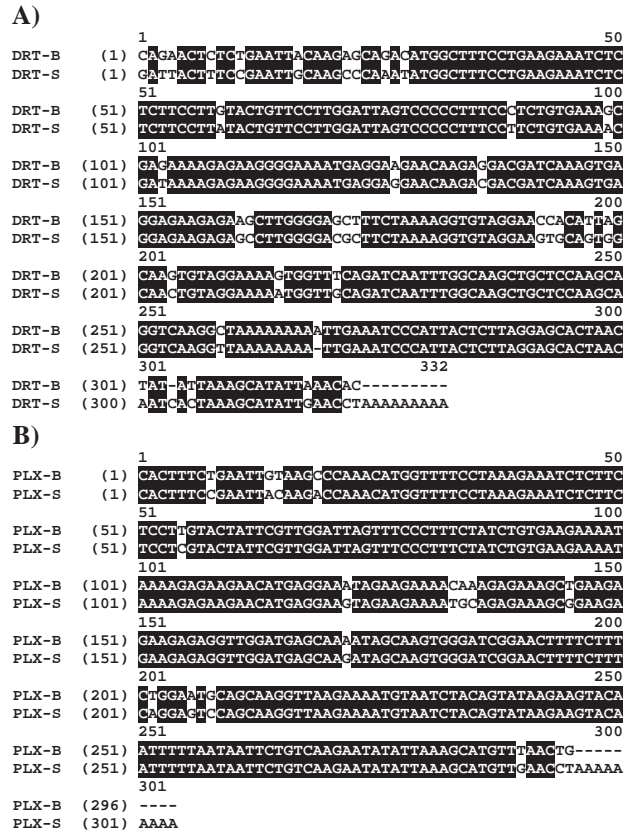 A)
1 50
DRT-B (1) CAGAACTCTCTGAATTACAAGAGCAGACATGGCTTTCCTGAAGAAATCTC
DRT-S (1) GATTACTTTCCGAATTGCAAGCCCAAATATGGCTTTCCTGAAGAAATCTC
51 100
DRT-B (51) TCTTCCTTGTACTGTTCCTTGGATTAGTCCCCCTTTCCCTCTGTGAAAGC
DRT-S (51) TCTTCCTTATACTGTTCCTTGGATTAGTCCCCCTTTCCTTCTGTGAAAAC
101 150
DRT-B (101) GAGAAAAGAGAAGGGGAAAATGAGGAAGAACAAGAGGACGATCAAAGTGA
DRT-S (101) GATAAAAGAGAAGGGGAAAATGAGGAGGAACAAGACGACGATCAAAGTGA
151 200
DRT-B (151) GGAGAAGAGAAGCTTGGGGAGCTTTCTAAAAGGTGTAGGAACCACATTAG
DRT-S (151) GGAGAAGAGAGCCTTGGGGACGCTTCTAAAAGGTGTAGGAAGTGCAGTGG
201 250
DRT-B (201) CAAGTGTAGGAAAAGTGGTTTCAGATCAATTTGGCAAGCTGCTCCAAGCA
DRT-S (201) CAACTGTAGGAAAAATGGTTGCAGATCAATTTGGCAAGCTGCTCCAAGCA
251 300
DRT-B (251) GGTCAAGGCTAAAAAAAAATTGAAATCCCATTACTCTTAGGAGCACTAAC
DRT-S (251) GGTCAAGGTTAAAAAAAA-TTGAAATCCCATTACTCTTAGGAGCACTAAC
301 332
DRT-B (301) TAT-ATTAAAGCATATTAAACAC---------
DRT-S (300) AATCACTAAAGCATATTGAACCTAAAAAAAAA
B)
1 50
PLX-B (1) CACTTTCTGAATTGTAAGCCCAAACATGGTTTTCCTAAAGAAATCTCTTC
PLX-S (1) CACTTTCCGAATTACAAGACCAAACATGGTTTTCCTAAAGAAATCTCTTC
51 100
PLX-B (51) TCCTTGTACTATTCGTTGGATTAGTTTCCCTTTCTATCTGTGAAGAAAAT
PLX-S (51) TCCTCGTACTATTCGTTGGATTAGTTTCCCTTTCTATCTGTGAAGAAAAT
101 150
PLX-B (101) AAAAGAGAAGAACATGAGGAAATAGAAGAAAACAAAGAGAAAGCTGAAGA
PLX-S (101) AAAAGAGAAGAACATGAGGAAGTAGAAGAAAATGCAGAGAAAGCGGAAGA
151 200
PLX-B (151) GAAGAGAGGTTGGATGAGCAAAATAGCAAGTGGGATCGGAACTTTTCTTT
PLX-S (151) GAAGAGAGGTTGGATGAGCAAGATAGCAAGTGGGATCGGAACTTTTCTTT
201 250
PLX-B (201) CTGGAATGCAGCAAGGTTAAGAAAATGTAATCTACAGTATAAGAAGTACA
PLX-S (201) CAGGAGTCCAGCAAGGTTAAGAAAATGTAATCTACAGTATAAGAAGTACA
251 300
PLX-B (251) ATTTTTAATAATTCTGTCAAGAATATATTAAAGCATGTTTAACTG-----
PLX-S (251) ATTTTTAATAATTCTGTCAAGAATATATTAAAGCATGTTGAACCTAAAAA
301
PLX-B (296) ----
PLX-S (301) AAAA